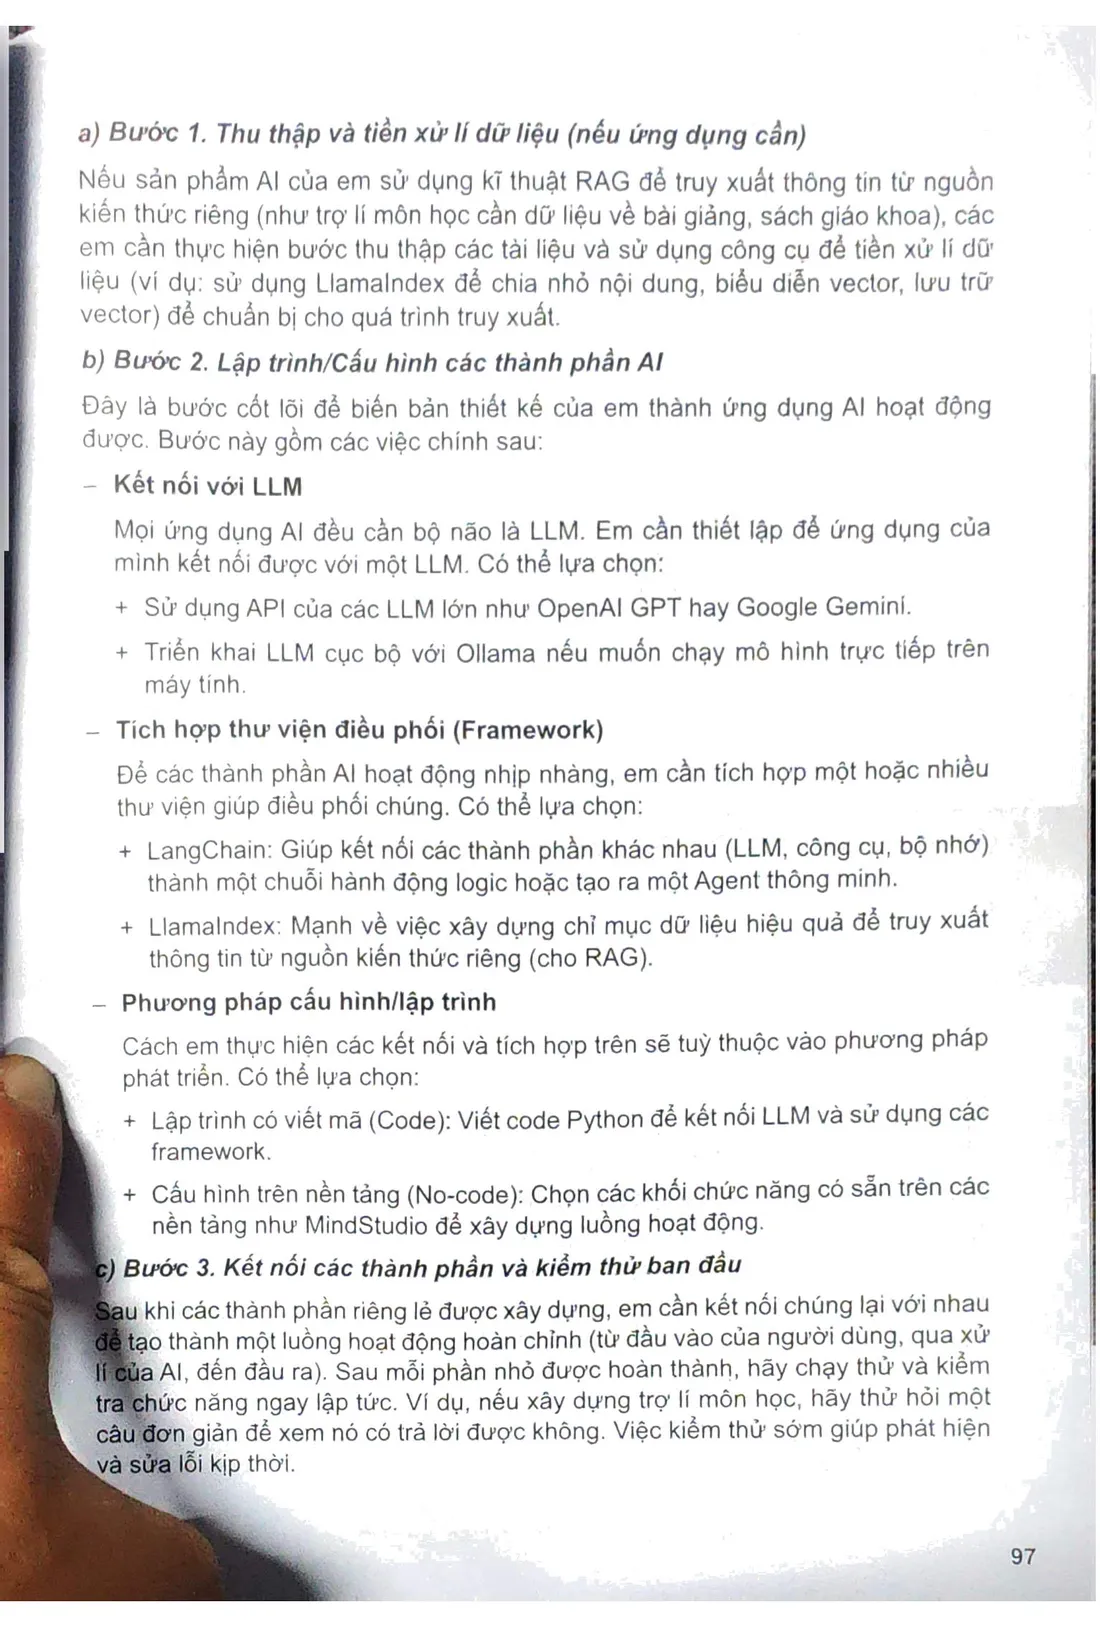 a) Bước 1. Thu thập và tiền xử lí dữ liệu (nếu ứng dụng cần)
Nếu sản phẩm AI của em sử dụng kĩ thuật RAG để truy xuất thông tin từ nguồn
kiến thức riêng (như trợ lí môn học cần dữ liệu về bài giảng, sách giáo khoa), các
em cần thực hiện bước thu thập các tài liệu và sử dụng công cụ để tiền xử lí dữ
liệu (ví dụ: sử dụng LlamaIndex để chia nhỏ nội dung, biểu diễn vector, lưu trữ
vector) để chuẩn bị cho quá trình truy xuất.
b) Bước 2. Lập trình/Cấu hình các thành phần AI
Đây là bước cốt lõi để biến bản thiết kế của em thành ứng dụng AI hoạt động
được. Bước này gồm các việc chính sau:
– Kết nối với LLM
Mọi ứng dụng AI đều cần bộ não là LLM. Em cần thiết lập để ứng dụng của
mình kết nối được với một LLM. Có thể lựa chọn:
+ Sử dụng API của các LLM lớn như OpenAI GPT hay Google Gemini.
+ Triển khai LLM cục bộ với Ollama nếu muốn chạy mô hình trực tiếp trên
máy tính.
– Tích hợp thư viện điều phối (Framework)
Để các thành phần AI hoạt động nhịp nhàng, em cần tích hợp một hoặc nhiều
thư viện giúp điều phối chúng. Có thể lựa chọn:
+ LangChain: Giúp kết nối các thành phần khác nhau (LLM, công cụ, bộ nhớ)
thành một chuỗi hành động logic hoặc tạo ra một Agent thông minh.
+ LlamaIndex: Mạnh về việc xây dựng chỉ mục dữ liệu hiệu quả để truy xuất
thông tin từ nguồn kiến thức riêng (cho RAG).
– Phương pháp cấu hình/lập trình
Cách em thực hiện các kết nối và tích hợp trên sẽ tuỳ thuộc vào phương pháp
phát triển. Có thể lựa chọn:
+ Lập trình có viết mã (Code): Viết code Python để kết nối LLM và sử dụng các
framework.
+ Cấu hình trên nền tảng (No-code): Chọn các khối chức năng có sẵn trên các
nền tảng như MindStudio để xây dựng luồng hoạt động.
c) Bước 3. Kết nối các thành phần và kiểm thử ban đầu
Sau khi các thành phần riêng lẻ được xây dựng, em cần kết nối chúng lại với nhau
để tạo thành một luồng hoạt động hoàn chỉnh (từ đầu vào của người dùng, qua xử
lí của AI, đến đầu ra). Sau mỗi phần nhỏ được hoàn thành, hãy chạy thử và kiểm
tra chức năng ngay lập tức. Ví dụ, nếu xây dựng trợ lí môn học, hãy thử hỏi một
câu đơn giản để xem nó có trả lời được không. Việc kiểm thử sớm giúp phát hiện
và sửa lỗi kịp thời.
97